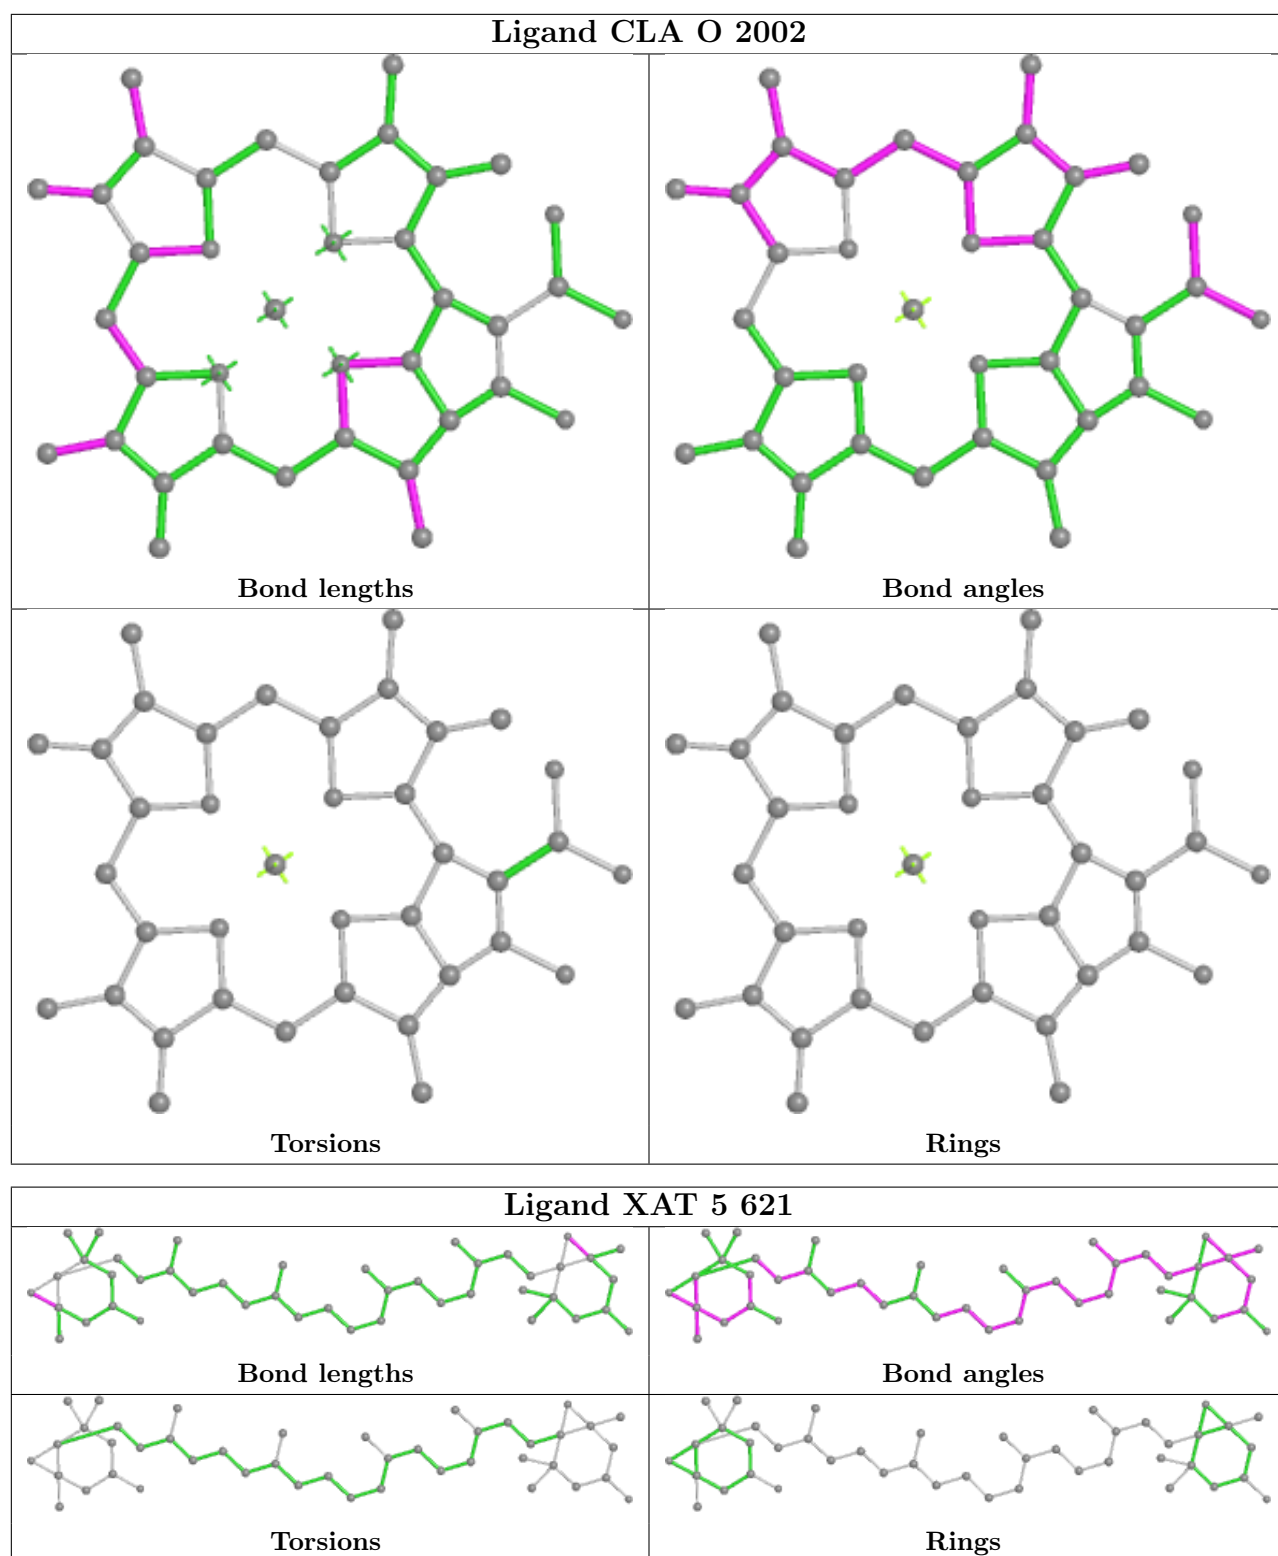 Ligand CLA O 2002
Bond lengths
Bond angles
Torsions
Rings
Ligand XAT 5 621
Bond lengths
Bond angles
Torsions
Rings